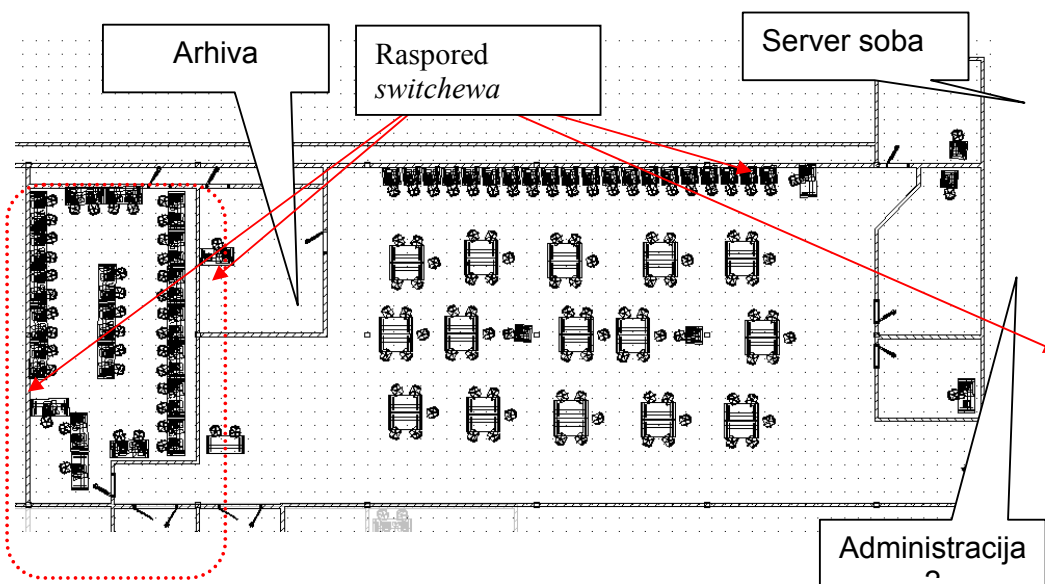 Arhiva
Raspored
switchewa
Server soba
Administracija